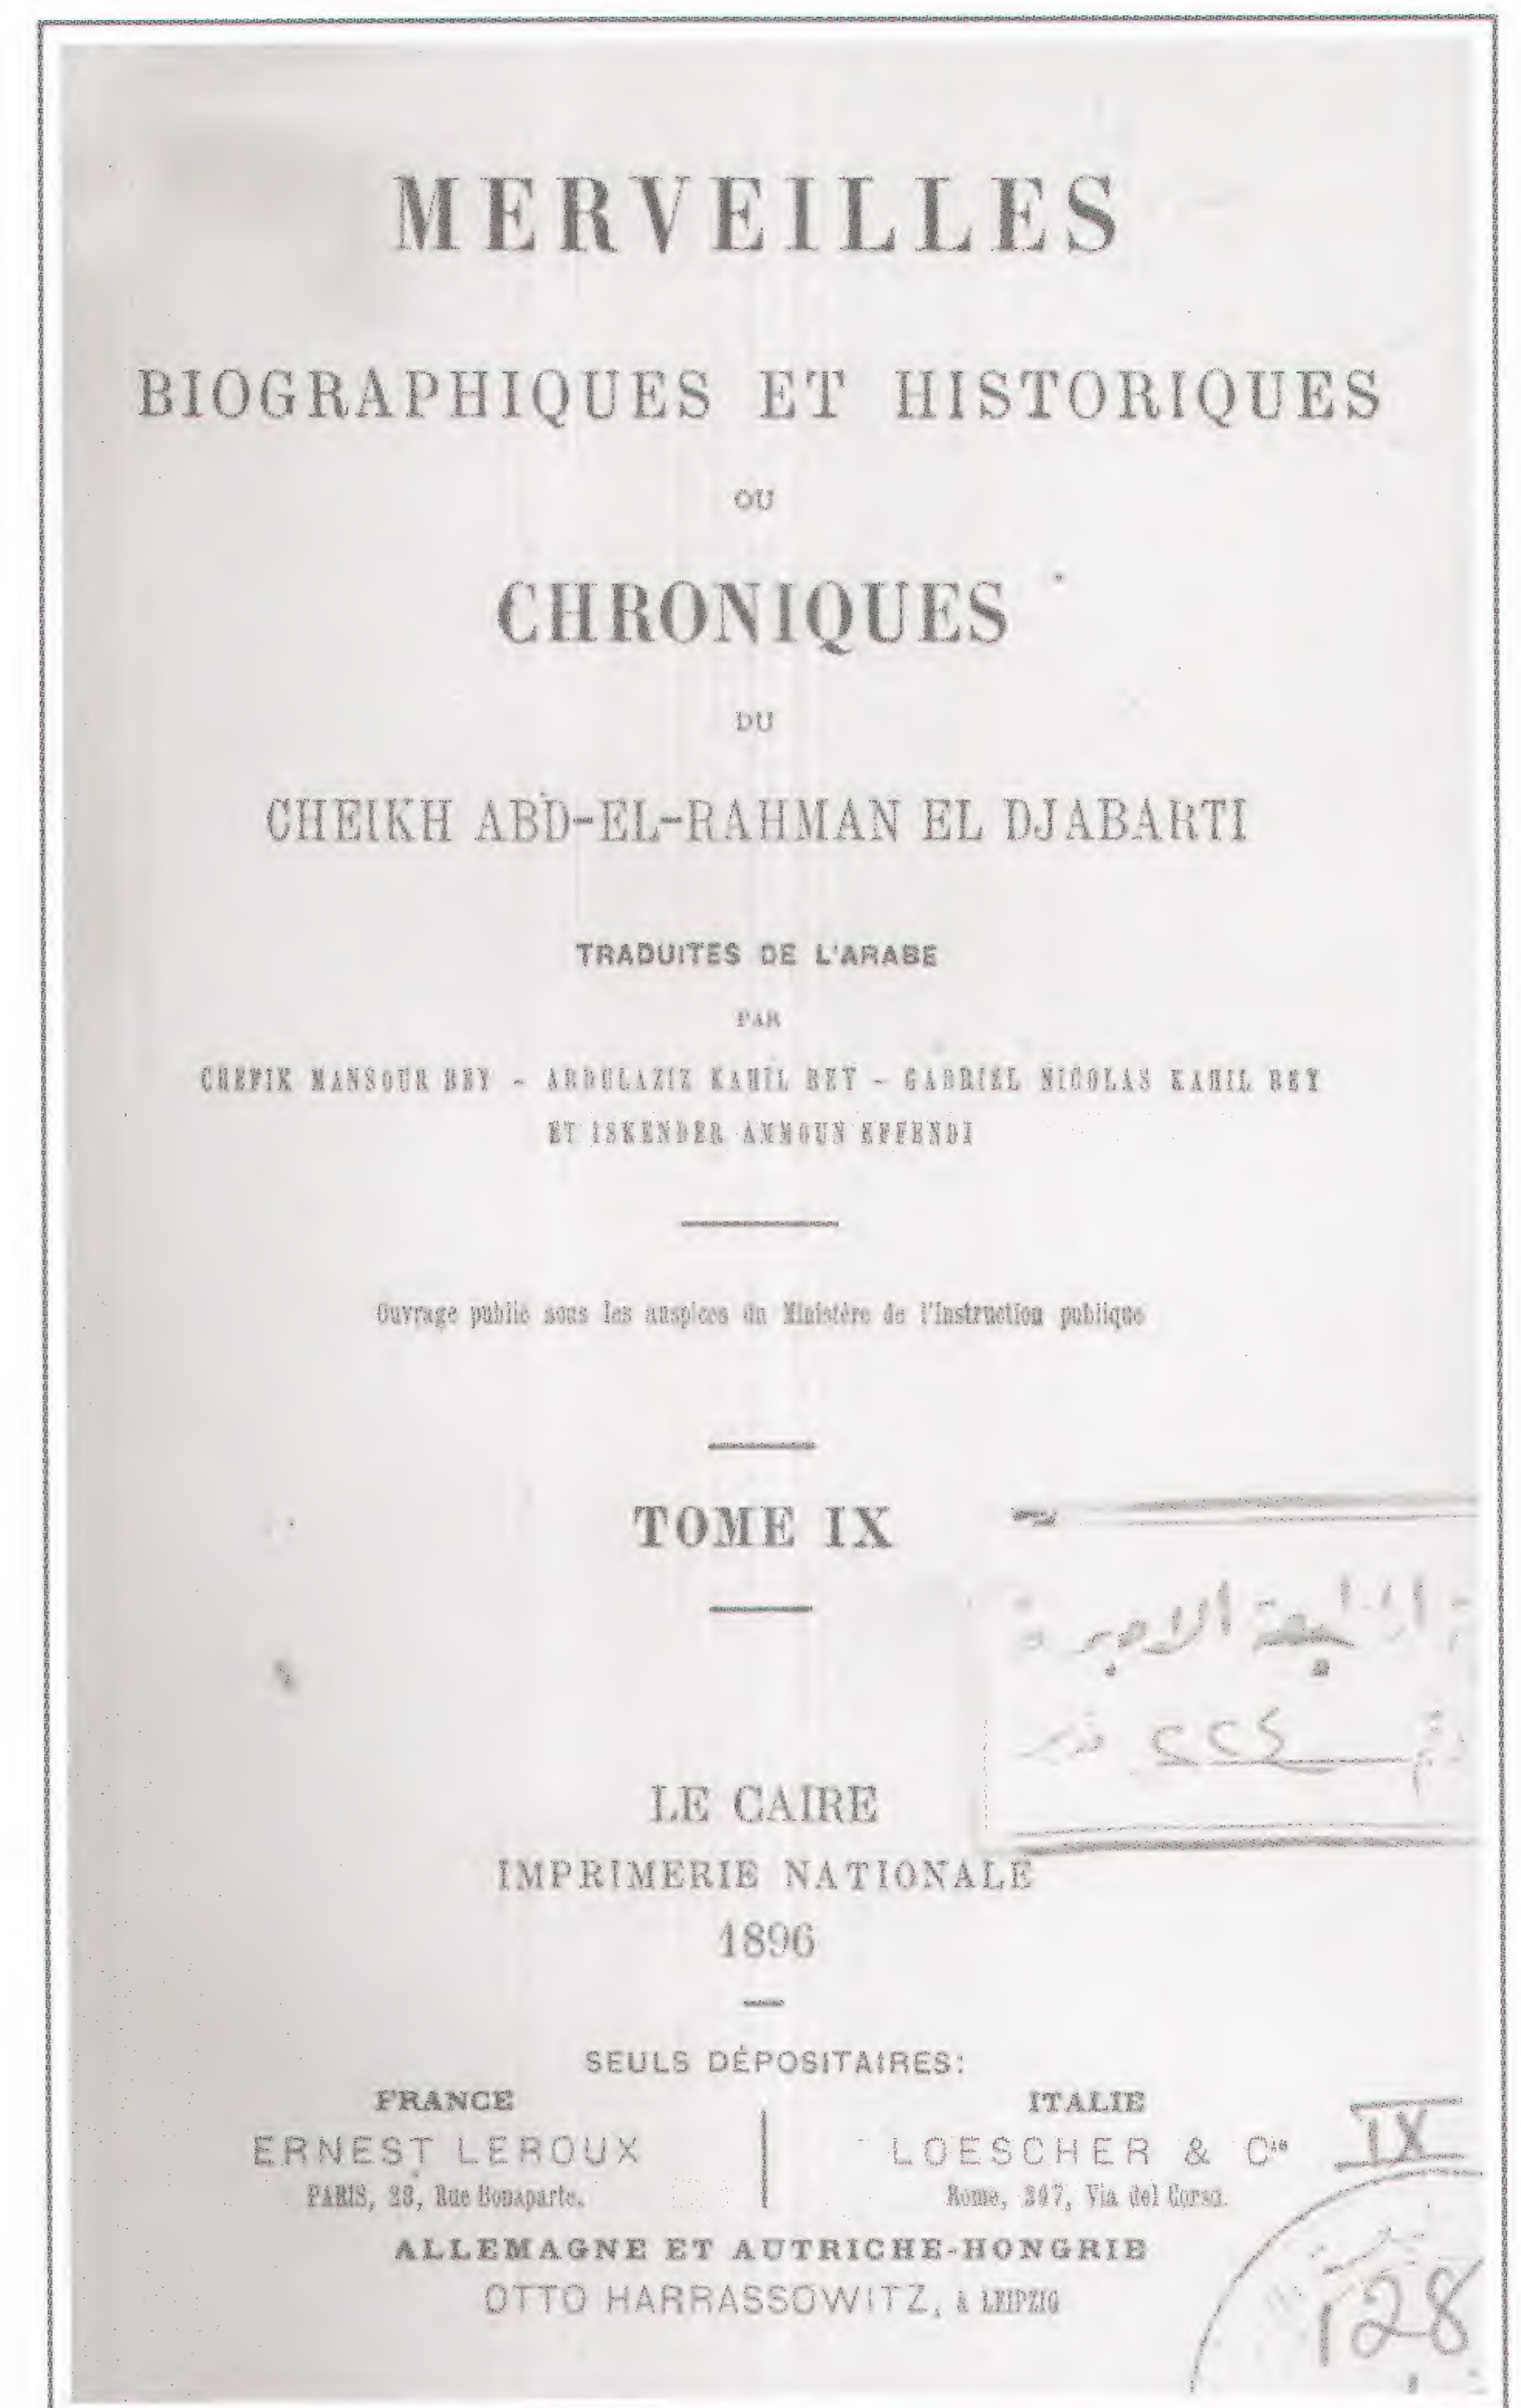 MERVEILLES
BIOGRAPHIQUES ET HISTORIQUES
OU
CHRONIQUES
DU
CHEIKH ABD-EL-RAHMAN EL DJABARTI
TRADUITES DE L'ARABE
PAR
CHEFIK MANSOUR BEY - ABDULAZIZ KAHIL BEY - GABRIEL NICOLAS KAHIL BEY
ET ISKENDER AMMOUN EFFENDI
Ouvrage publié sous les auspices du Ministère de l'Instruction publique
TOME IX
LE CAIRE
IMPRIMERIE NATIONALE
1896
SEULS DÉPOSITAIRES:
FRANCE
ERNEST LEROUX
PARIS, 28, Rue Bonaparte.
ITALIE
LOESCHER & Cie
Rome, 307, Via del Corso.
IX
ALLEMAGNE ET AUTRICHE-HONGRIE
OTTO HARRASSOWITZ, à LEIPZIG
128